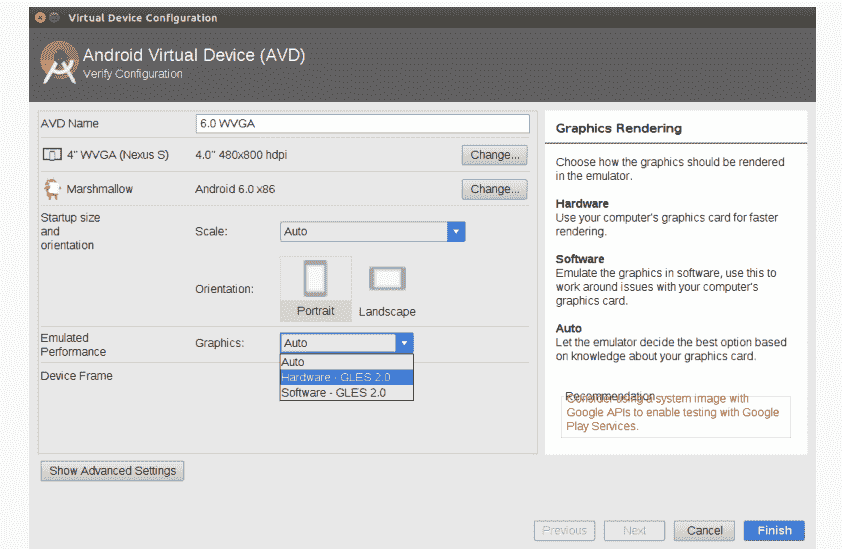 Virtual Device Configuration
Android Virtual Device (AVD)
Verify Configuration
AVD Name
6.0 WVGA
4" WVGA (Nexus S)
4.0" 480x800 hdpi
Change...
Marshmallow
Android 6.0 x86
Change...
Startup size
and
orientation
Scale:
Auto
Orientation:
Portrait
Landscape
Emulated
Performance
Graphics:
Auto
Auto
Hardware - GLES 2.0
Software - GLES 2.0
Device Frame
Show Advanced Settings
Graphics Rendering
Choose how the graphics should be rendered
in the emulator.
Hardware
Use your computer's graphics card for faster
rendering.
Software
Emulate the graphics in software, use this to
work around issues with your computer's
graphics card.
Auto
Let the emulator decide the best option based
on knowledge about your graphics card.
Recommendation
Consider using a system image with
Google APIs to enable testing with Google
Play Services.
Previous
Next
Cancel
Finish